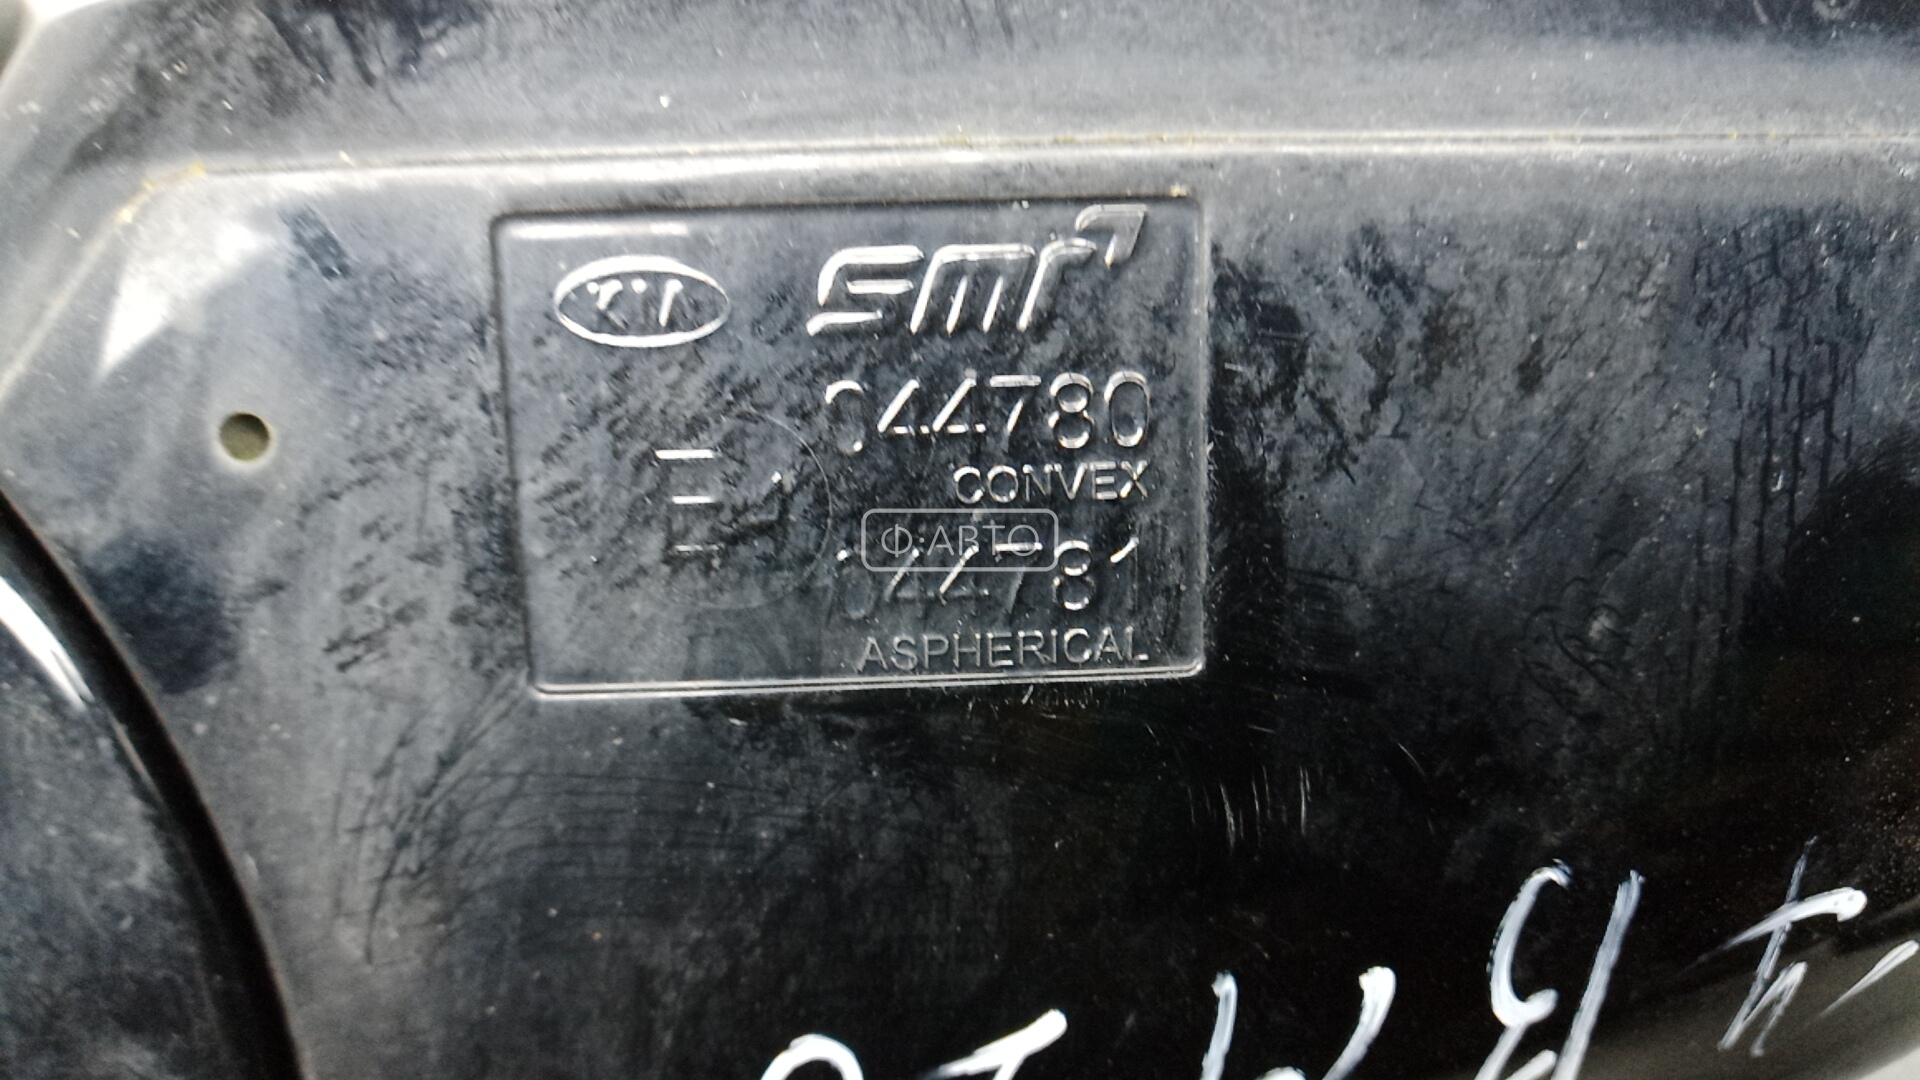 KIA smr
044780
E4 CONVEX
Ф:АВТО
044781
ASPHERICAL